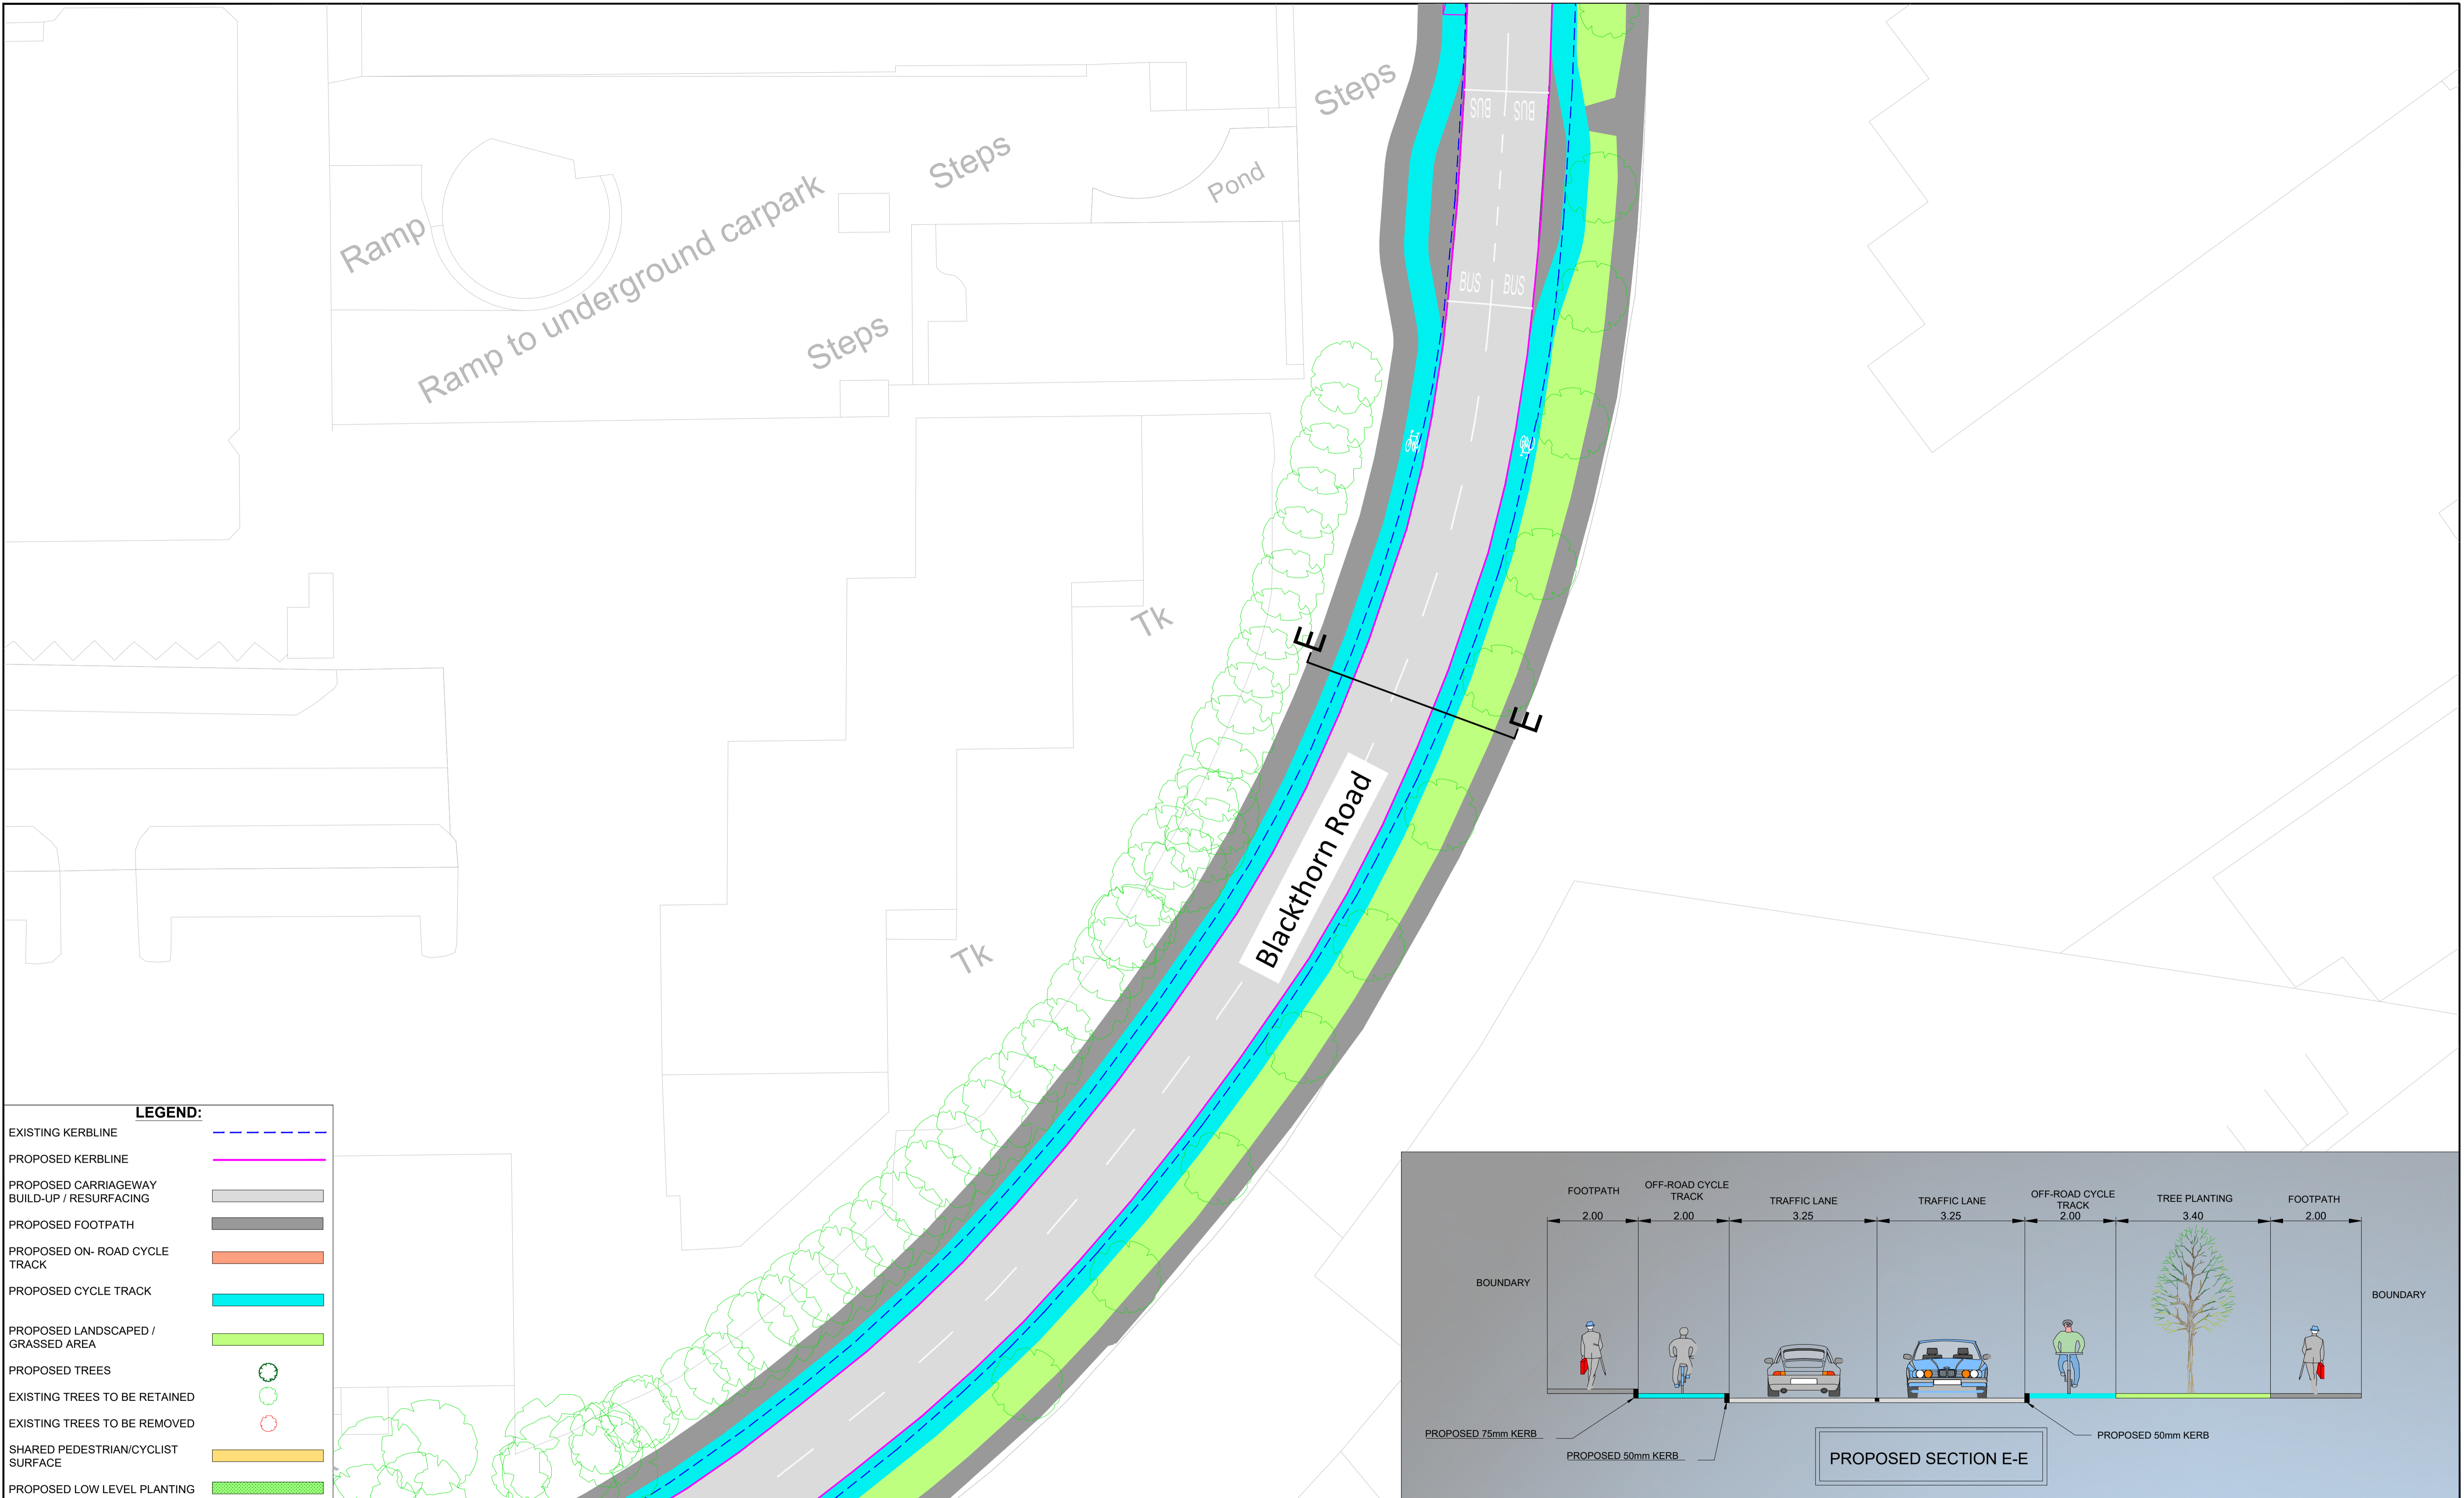 Steps
BUS BUS
Steps
Pond
Ramp
Ramp to underground carpark
BUS BUS
Steps
E
Tk
E
Blackthorn Road
Tk
LEGEND:
EXISTING KERBLINE
PROPOSED KERBLINE
PROPOSED CARRIAGEWAY
BUILD-UP / RESURFACING
PROPOSED FOOTPATH
PROPOSED ON- ROAD CYCLE
TRACK
PROPOSED CYCLE TRACK
PROPOSED LANDSCAPED /
GRASSED AREA
PROPOSED TREES
EXISTING TREES TO BE RETAINED
EXISTING TREES TO BE REMOVED
SHARED PEDESTRIAN/CYCLIST
SURFACE
PROPOSED LOW LEVEL PLANTING
FOOTPATH
2.00
OFF-ROAD CYCLE
TRACK
2.00
TRAFFIC LANE
3.25
TRAFFIC LANE
3.25
OFF-ROAD CYCLE
TRACK
2.00
TREE PLANTING
3.40
FOOTPATH
2.00
BOUNDARY
BOUNDARY
PROPOSED 75mm KERB
PROPOSED 50mm KERB
PROPOSED 50mm KERB
PROPOSED SECTION E-E